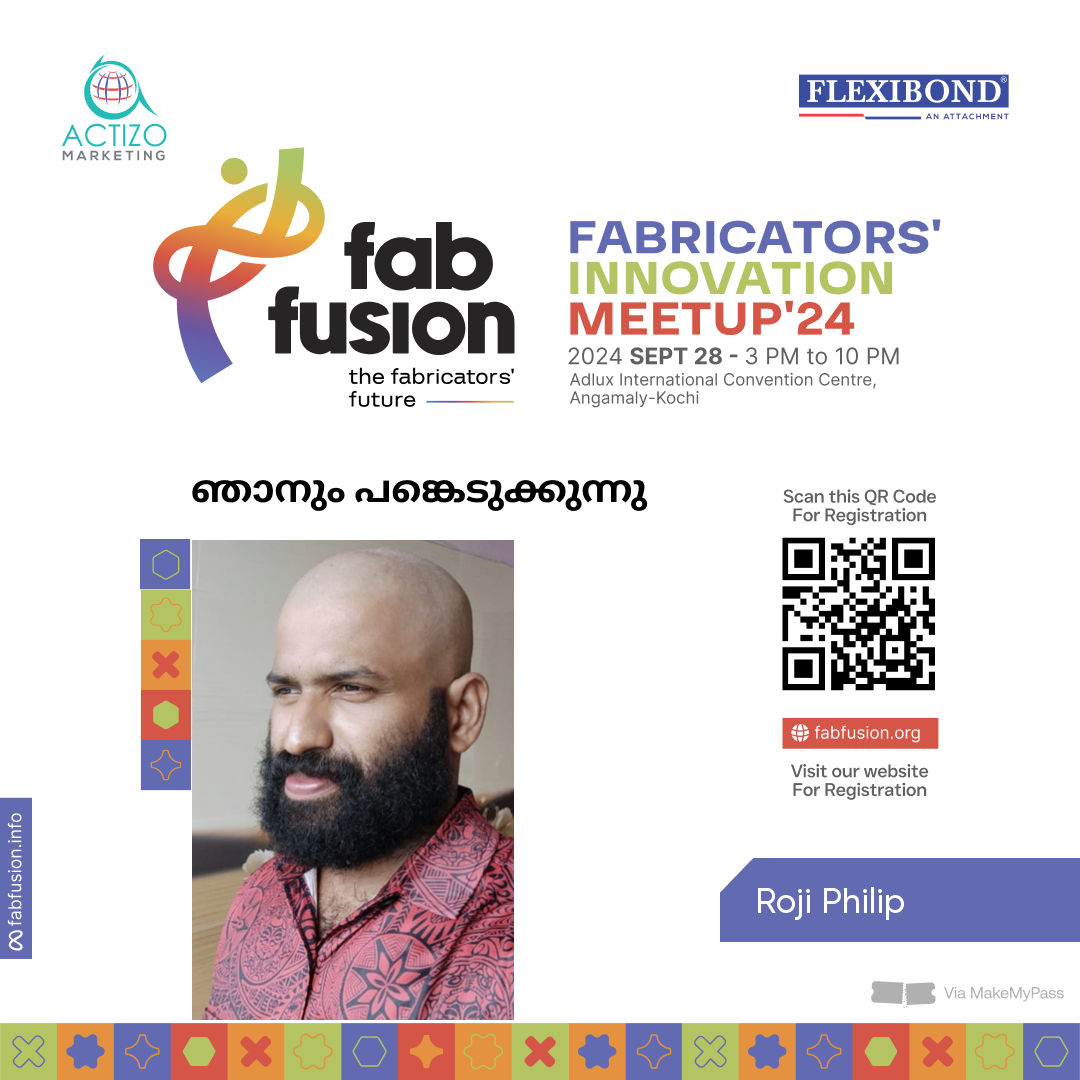 ACTIZO
MARKETING
FLEXIBOND®
AN ATTACHMENT
fab
fusion
the fabricators'
future
FABRICATORS'
INNOVATION
MEETUP'24
2024 SEPT 28 - 3 PM to 10 PM
Adlux International Convention Centre,
Angamaly-Kochi
ഞാനും പങ്കെടുക്കുന്നു
Scan this QR Code
For Registration
fabfusion.org
Visit our website
For Registration
fabfusion.info
Roji Philip
Via MakeMyPass